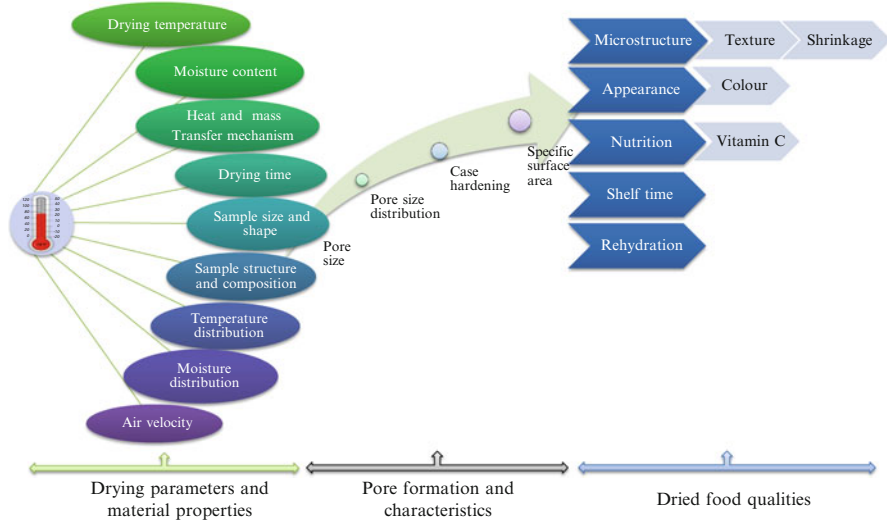 Drying temperature
Moisture content
Heat and mass
Transfer mechanism
Drying time
Sample size and
shape
Sample structure
and composition
Temperature
distribution
Moisture
distribution
Air velocity
Pore
size
Pore size
distribution
Case
hardening
Specific
surface
area
Microstructure
Texture
Shrinkage
Appearance
Colour
Nutrition
Vitamin C
Shelf time
Rehydration
Drying parameters and
material properties
Pore formation and
characteristics
Dried food qualities